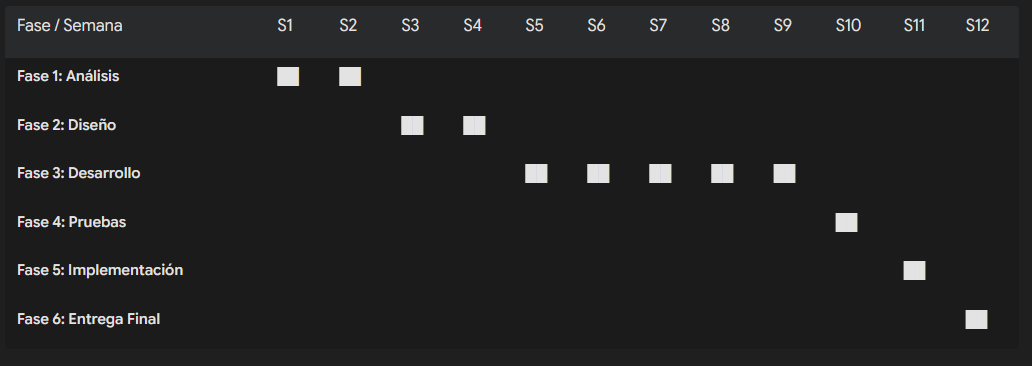 Fase / Semana S1 S2 S3 S4 S5 S6 S7 S8 S9 S10 S11 S12
Fase 1: Análisis
Fase 2: Diseño
Fase 3: Desarrollo
Fase 4: Pruebas
Fase 5: Implementación
Fase 6: Entrega Final